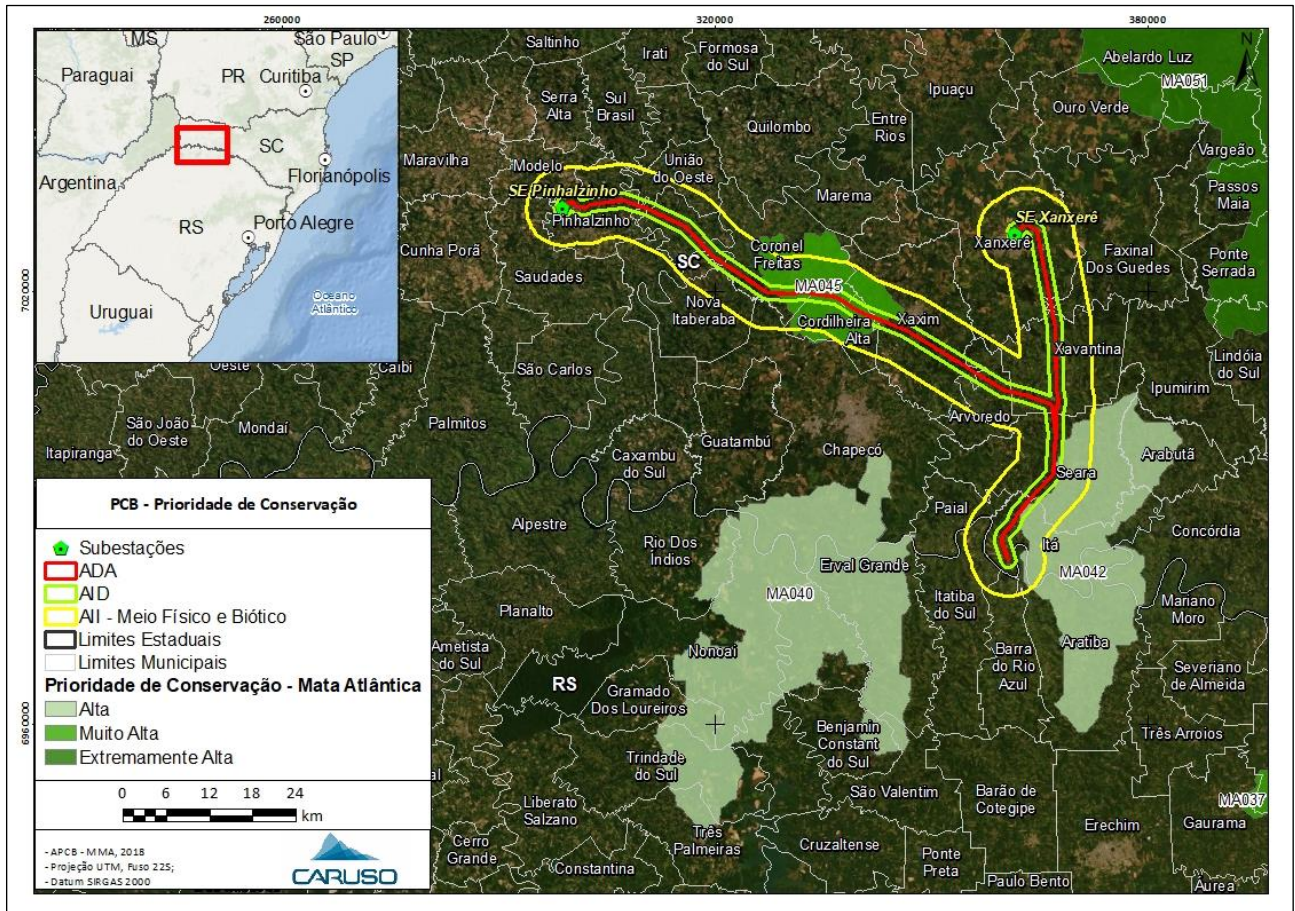 260000
320000
380000
7020000
6960000
MS
São Paulo
SP
Paraguai
PR
Curitiba
SC
Florianópolis
Argentina
RS
Porto Alegre
Uruguai
Oceano
Atlântico
N
Saltinho
Irati
Formosa
do Sul
Abelardo Luz
MA051
Serra
Alta
Sul
Brasil
Quilombo
Ipuaçu
Ouro Verde
Entre
Rios
Vargeão
Maravilha
Modelo
União
do Oeste
Marema
Passos
Maia
SE Pinhalzinho
Pinhalzinho
SE Xanxerê
Xanxerê
Cunha Porã
Saudades
Coronel
Freitas
SC
MA045
Faxinal
Dos Guedes
Ponte
Serrada
Nova
Itaberaba
Cordilheira
Alta
Xaxim
Xavantina
Lindóia
do Sul
Oeste
Caibi
São Carlos
Ipumirim
São João
do Oeste
Mondaí
Palmitos
Arvoredo
Itapiranga
Guatambú
Chapecó
Arabutã
Caxambu
do Sul
Seara
Alpestre
Paial
Concórdia
Rio Dos
Índios
Erval Grande
Itá
MA042
MA040
Planalto
Itatiba
do Sul
Mariano
Moro
Ametista
do Sul
Nonoai
Barra
do Rio
Azul
Aratiba
Severiano
de Almeida
RS
Gramado
Dos Loureiros
Benjamin
Constant
do Sul
Três Arroios
Trindade
do Sul
São Valentim
Barão de
Cotegipe
MA037
Liberato
Salzano
Erechim
Gaurama
Três
Palmeiras
Cruzaltense
Cerro
Grande
Constantina
Ponte
Preta
Paulo Bento
Áurea
PCB - Prioridade de Conservação
Subestações
ADA
AID
AII - Meio Físico e Biótico
Limites Estaduais
Limites Municipais
Prioridade de Conservação - Mata Atlântica
Alta
Muito Alta
Extremamente Alta
0 6 12 18 24
km
- APCB - MMA, 2018
- Projeção UTM, Fuso 22S;
- Datum SIRGAS 2000
CARUSO